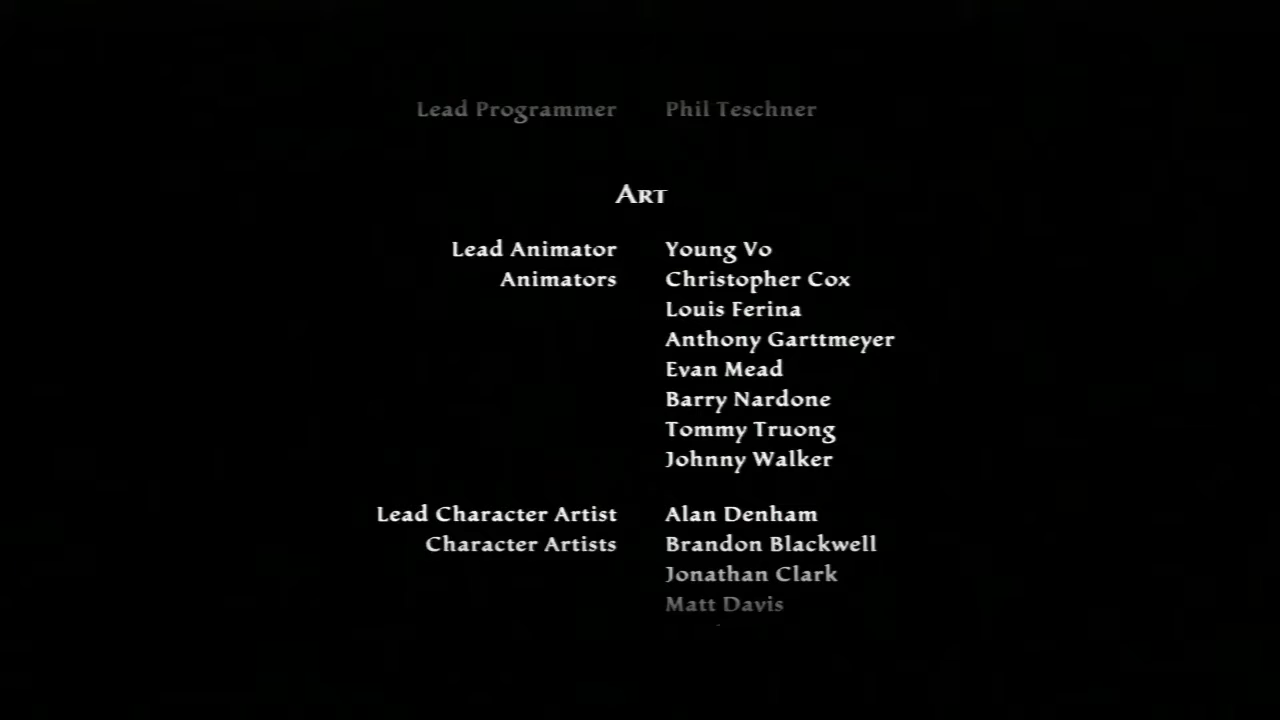 Lead Programmer Phil Teschner
Art
Lead Animator Young Vo
Animators Christopher Cox
Louis Ferina
Anthony Garttmeyer
Evan Mead
Barry Nardone
Tommy Truong
Johnny Walker
Lead Character Artist Alan Denham
Character Artists Brandon Blackwell
Jonathan Clark
Matt Davis